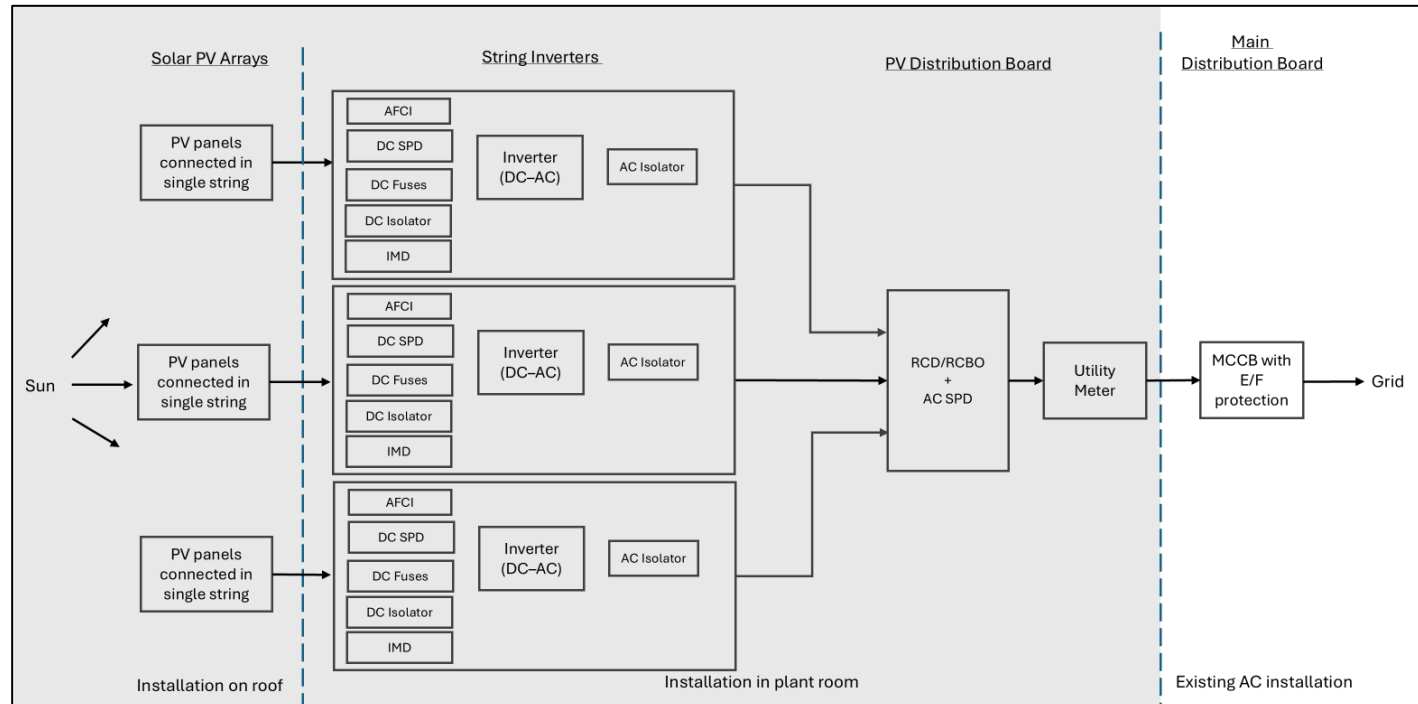 Solar PV Arrays
String Inverters
PV Distribution Board
Main
Distribution Board
Sun
PV panels
connected in
single string
AFCI
DC SPD
DC Fuses
DC Isolator
IMD
Inverter
(DC–AC)
AC Isolator
PV panels
connected in
single string
AFCI
DC SPD
DC Fuses
DC Isolator
IMD
Inverter
(DC–AC)
AC Isolator
PV panels
connected in
single string
AFCI
DC SPD
DC Fuses
DC Isolator
IMD
Inverter
(DC–AC)
AC Isolator
RCD/RCBO
+
AC SPD
Utility
Meter
MCCB with
E/F
protection
Grid
Installation on roof
Installation in plant room
Existing AC installation